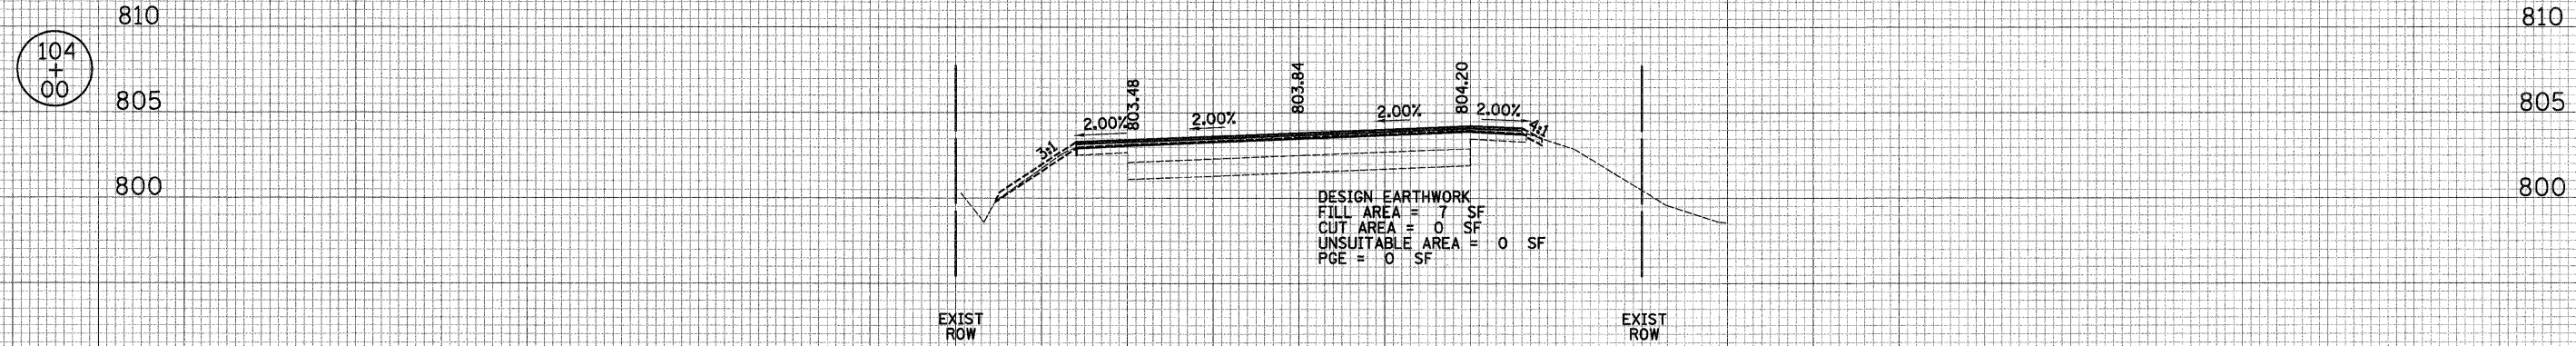 810
810
104
+
00
805
805
803.48
803.84
804.20
2.00%
2.00%
2.00%
2.00%
3:1
4:1
800
800
DESIGN EARTHWORK
FILL AREA = 7 SF
CUT AREA = 0 SF
UNSUITABLE AREA = 0 SF
PGE = 0 SF
EXIST
ROW
EXIST
ROW